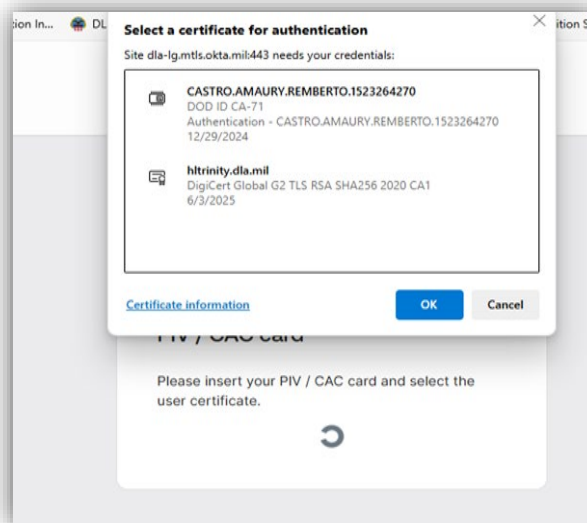 ion In...
DL
ition S
Select a certificate for authentication
Site dla-lg.mtls.okta.mil:443 needs your credentials:
CASTRO.AMAURY.REMBERTO.1523264270
DOD ID CA-71
Authentication - CASTRO.AMAURY.REMBERTO.1523264270
12/29/2024
hltrinity.dla.mil
DigiCert Global G2 TLS RSA SHA256 2020 CA1
6/3/2025
Certificate information
OK
Cancel
PIV / CAC card
Please insert your PIV / CAC card and select the
user certificate.